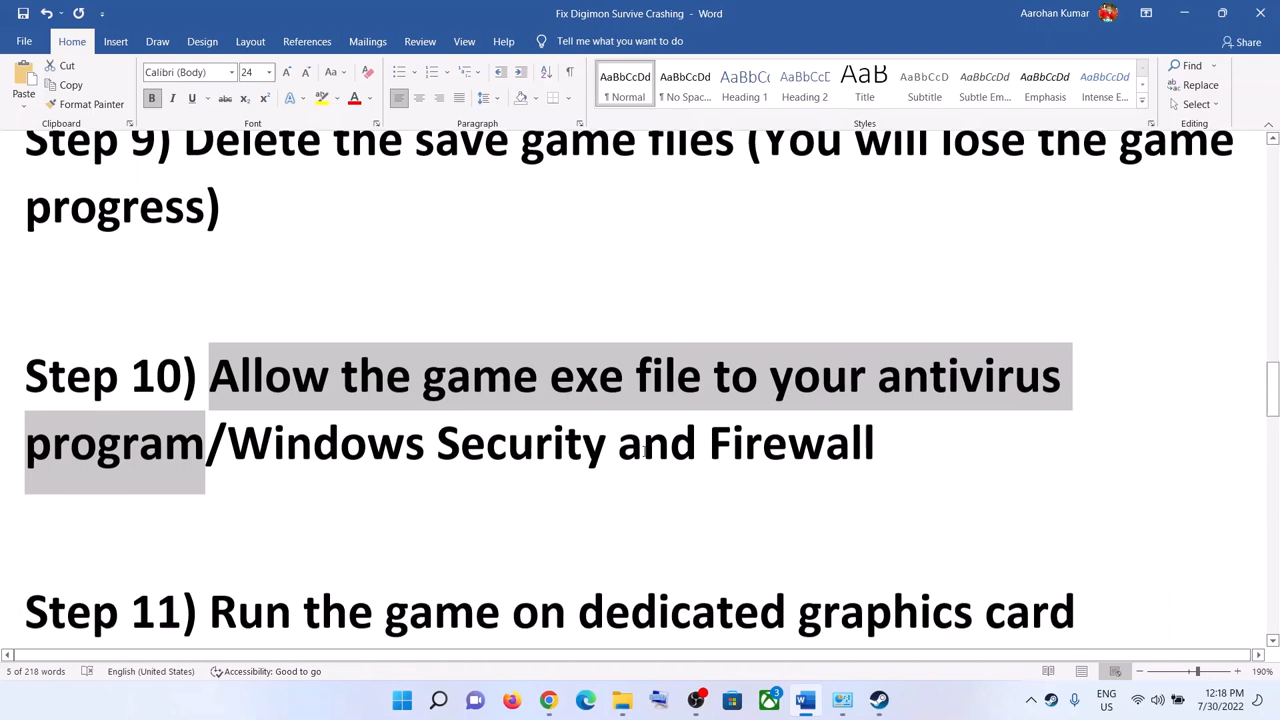 Fix Digimon Survive Crashing - Word
Aarohan Kumar
File Home Insert Draw Design Layout References Mailings Review View Help Tell me what you want to do
Share
Paste
Cut
Copy
Format Painter
Clipboard
Calibri (Body) 24
Font
Paragraph
AaBbCcDd AaBbCcDd AaBbCc AaBbCcD AaB AaBbCcD AaBbCcDd AaBbCcDd AaBbCcDd
¶ Normal ¶ No Spac... Heading 1 Heading 2 Title Subtitle Subtle Em... Emphasis Intense E...
Styles
Find
Replace
Select
Editing
Step 9) Delete the save game files (You will lose the game
progress)
Step 10) Allow the game exe file to your antivirus
program/Windows Security and Firewall
Step 11) Run the game on dedicated graphics card
5 of 218 words English (United States) Accessibility: Good to go
190%
3
ENG
US
12:18 PM
7/30/2022